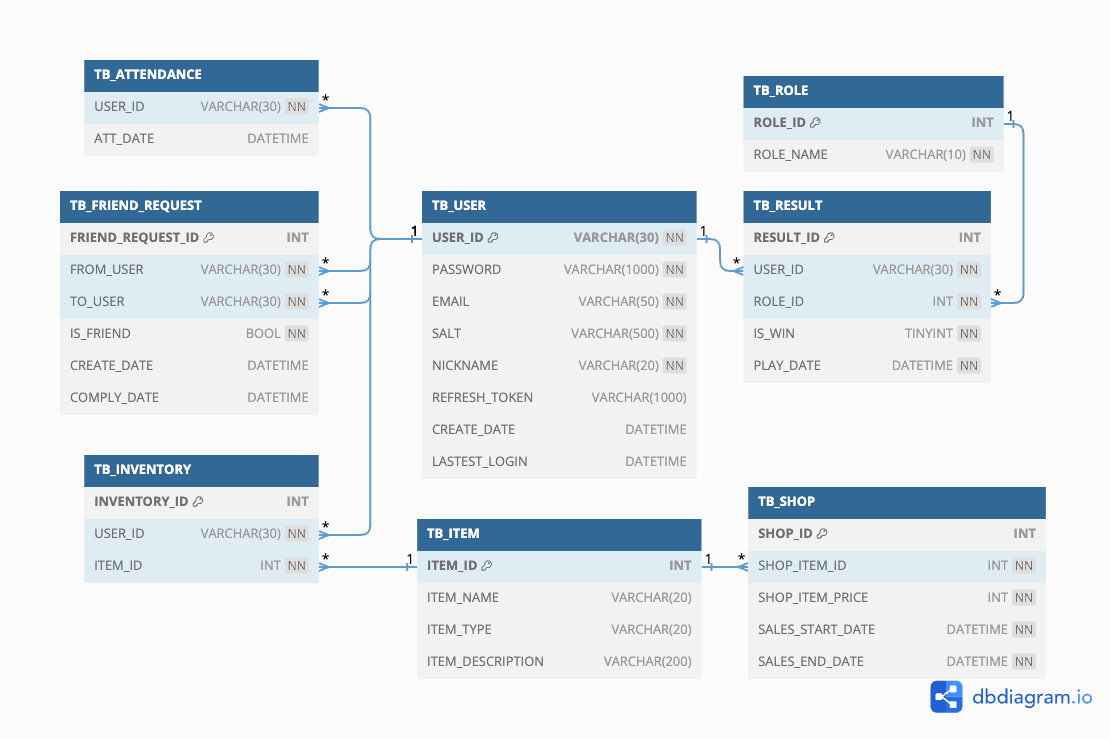 TB_ATTENDANCE
USER_ID VARCHAR(30) NN *
ATT_DATE DATETIME
TB_FRIEND_REQUEST
FRIEND_REQUEST_ID INT
FROM_USER VARCHAR(30) NN *
TO_USER VARCHAR(30) NN *
IS_FRIEND BOOL NN
CREATE_DATE DATETIME
COMPLY_DATE DATETIME
TB_INVENTORY
INVENTORY_ID INT
USER_ID VARCHAR(30) NN *
ITEM_ID INT NN *
TB_USER
1 USER_ID VARCHAR(30) NN 1
PASSWORD VARCHAR(1000) NN
EMAIL VARCHAR(50) NN
SALT VARCHAR(500) NN
NICKNAME VARCHAR(20) NN
REFRESH_TOKEN VARCHAR(1000)
CREATE_DATE DATETIME
LASTEST_LOGIN DATETIME
TB_ITEM
1 ITEM_ID INT 1
ITEM_NAME VARCHAR(20)
ITEM_TYPE VARCHAR(20)
ITEM_DESCRIPTION VARCHAR(200)
TB_ROLE
ROLE_ID INT 1
ROLE_NAME VARCHAR(10) NN
TB_RESULT
RESULT_ID INT
* USER_ID VARCHAR(30) NN
ROLE_ID INT NN *
IS_WIN TINYINT NN
PLAY_DATE DATETIME NN
TB_SHOP
SHOP_ID INT
* SHOP_ITEM_ID INT NN
SHOP_ITEM_PRICE INT NN
SALES_START_DATE DATETIME NN
SALES_END_DATE DATETIME NN
dbdiagram.io